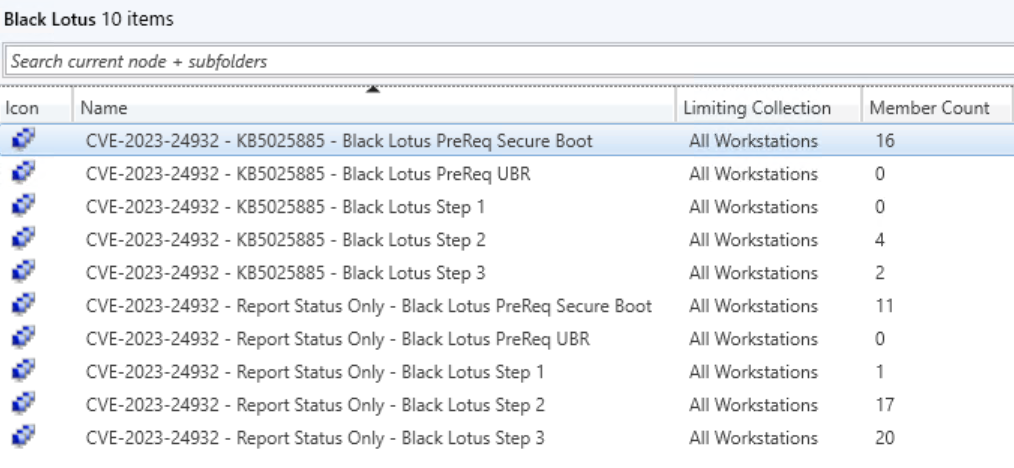 Black Lotus 10 items
Search current node + subfolders
Icon Name Limiting Collection Member Count
CVE-2023-24932 - KB5025885 - Black Lotus PreReq Secure Boot All Workstations 16
CVE-2023-24932 - KB5025885 - Black Lotus PreReq UBR All Workstations 0
CVE-2023-24932 - KB5025885 - Black Lotus Step 1 All Workstations 0
CVE-2023-24932 - KB5025885 - Black Lotus Step 2 All Workstations 4
CVE-2023-24932 - KB5025885 - Black Lotus Step 3 All Workstations 2
CVE-2023-24932 - Report Status Only - Black Lotus PreReq Secure Boot All Workstations 11
CVE-2023-24932 - Report Status Only - Black Lotus PreReq UBR All Workstations 0
CVE-2023-24932 - Report Status Only - Black Lotus Step 1 All Workstations 1
CVE-2023-24932 - Report Status Only - Black Lotus Step 2 All Workstations 17
CVE-2023-24932 - Report Status Only - Black Lotus Step 3 All Workstations 20